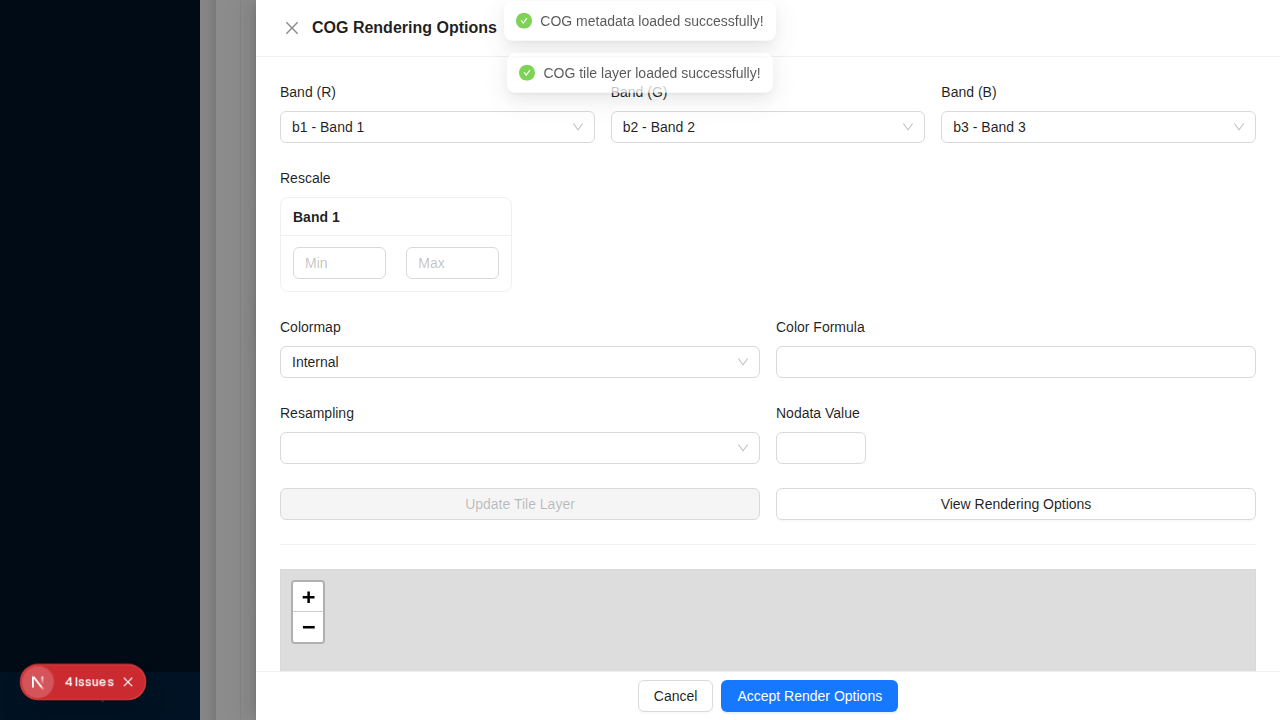 COG Rendering Options
COG metadata loaded successfully!
COG tile layer loaded successfully!
Band (R)
Band (G)
Band (B)
b1 - Band 1
b2 - Band 2
b3 - Band 3
Rescale
Band 1
Min
Max
Colormap
Color Formula
Internal
Resampling
Nodata Value
Update Tile Layer
View Rendering Options
+
−
N
4 Issues
Cancel
Accept Render Options